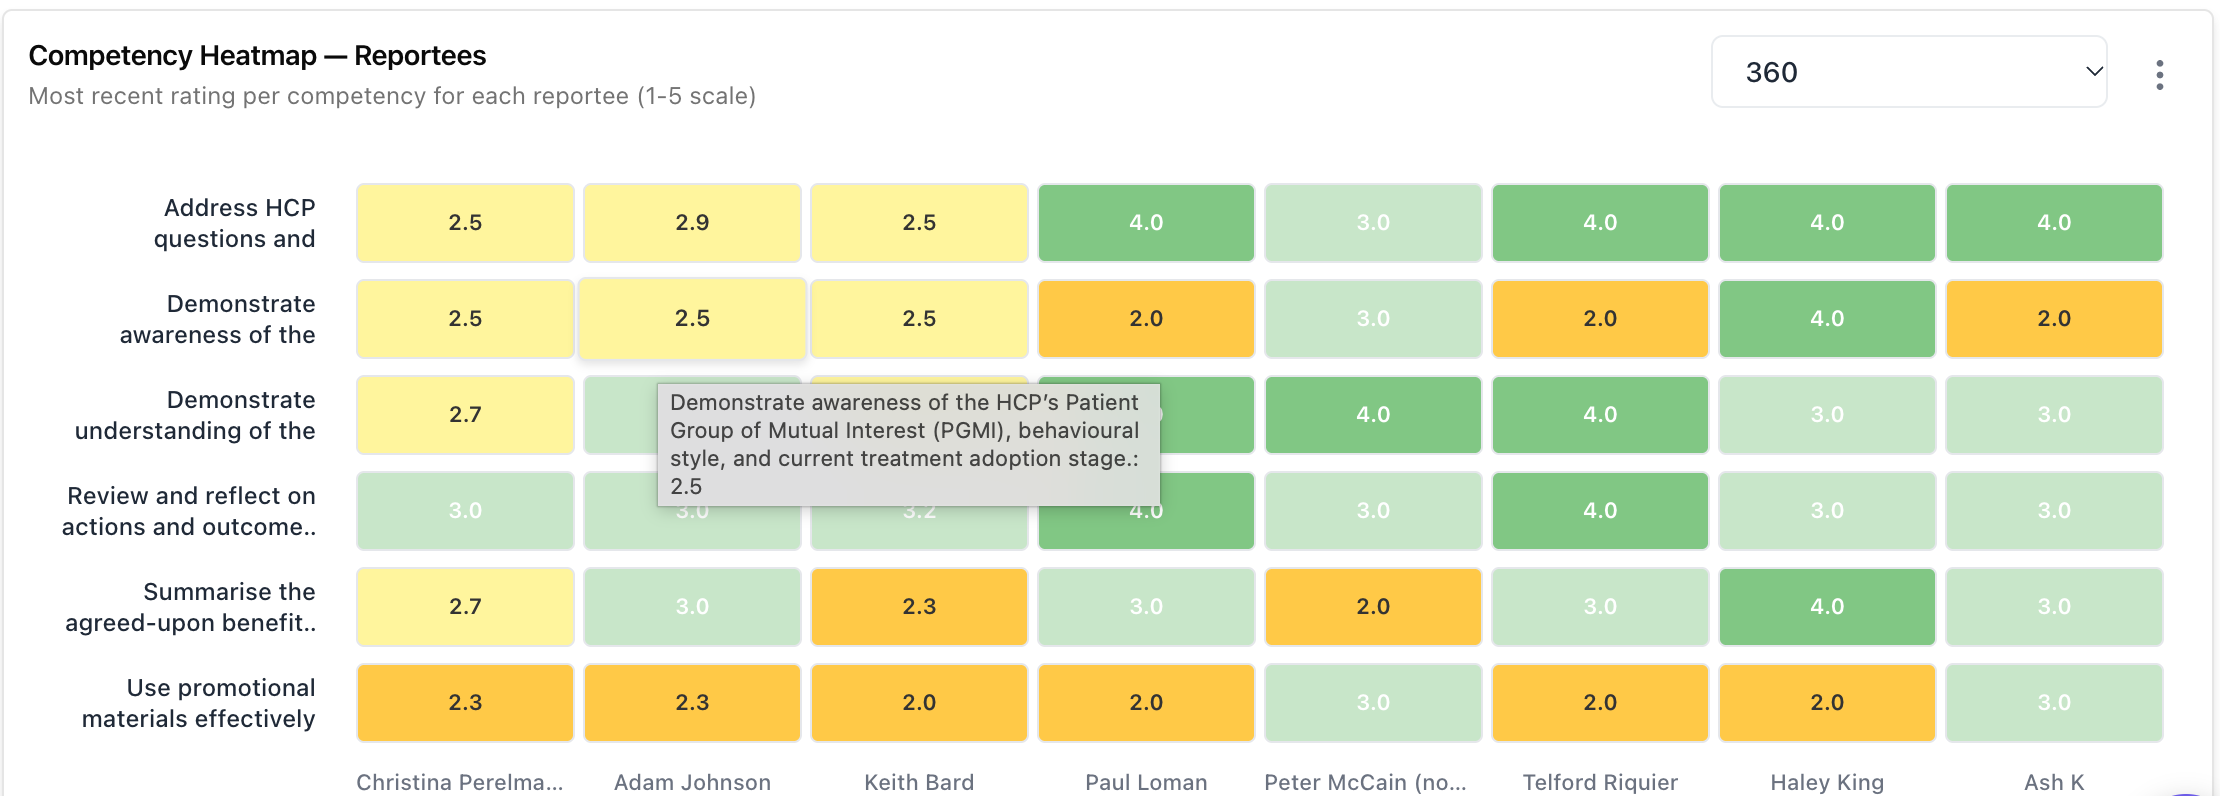 Competency Heatmap — Reportees
Most recent rating per competency for each reportee (1-5 scale)
360
Address HCP
questions and
2.5 2.9 2.5 4.0 3.0 4.0 4.0 4.0
Demonstrate
awareness of the
2.5 2.5 2.5 2.0 3.0 2.0 4.0 2.0
Demonstrate
understanding of the
2.7 4.0 4.0 3.0 3.0
Demonstrate awareness of the HCP’s Patient
Group of Mutual Interest (PGMI), behavioural
style, and current treatment adoption stage.:
2.5
Review and reflect on
actions and outcome..
3.0 3.0 3.2 4.0 3.0 4.0 3.0 3.0
Summarise the
agreed-upon benefit..
2.7 3.0 2.3 3.0 2.0 3.0 4.0 3.0
Use promotional
materials effectively
2.3 2.3 2.0 2.0 3.0 2.0 2.0 3.0
Christina Perelma... Adam Johnson Keith Bard Paul Loman Peter McCain (no... Telford Riquier Haley King Ash K